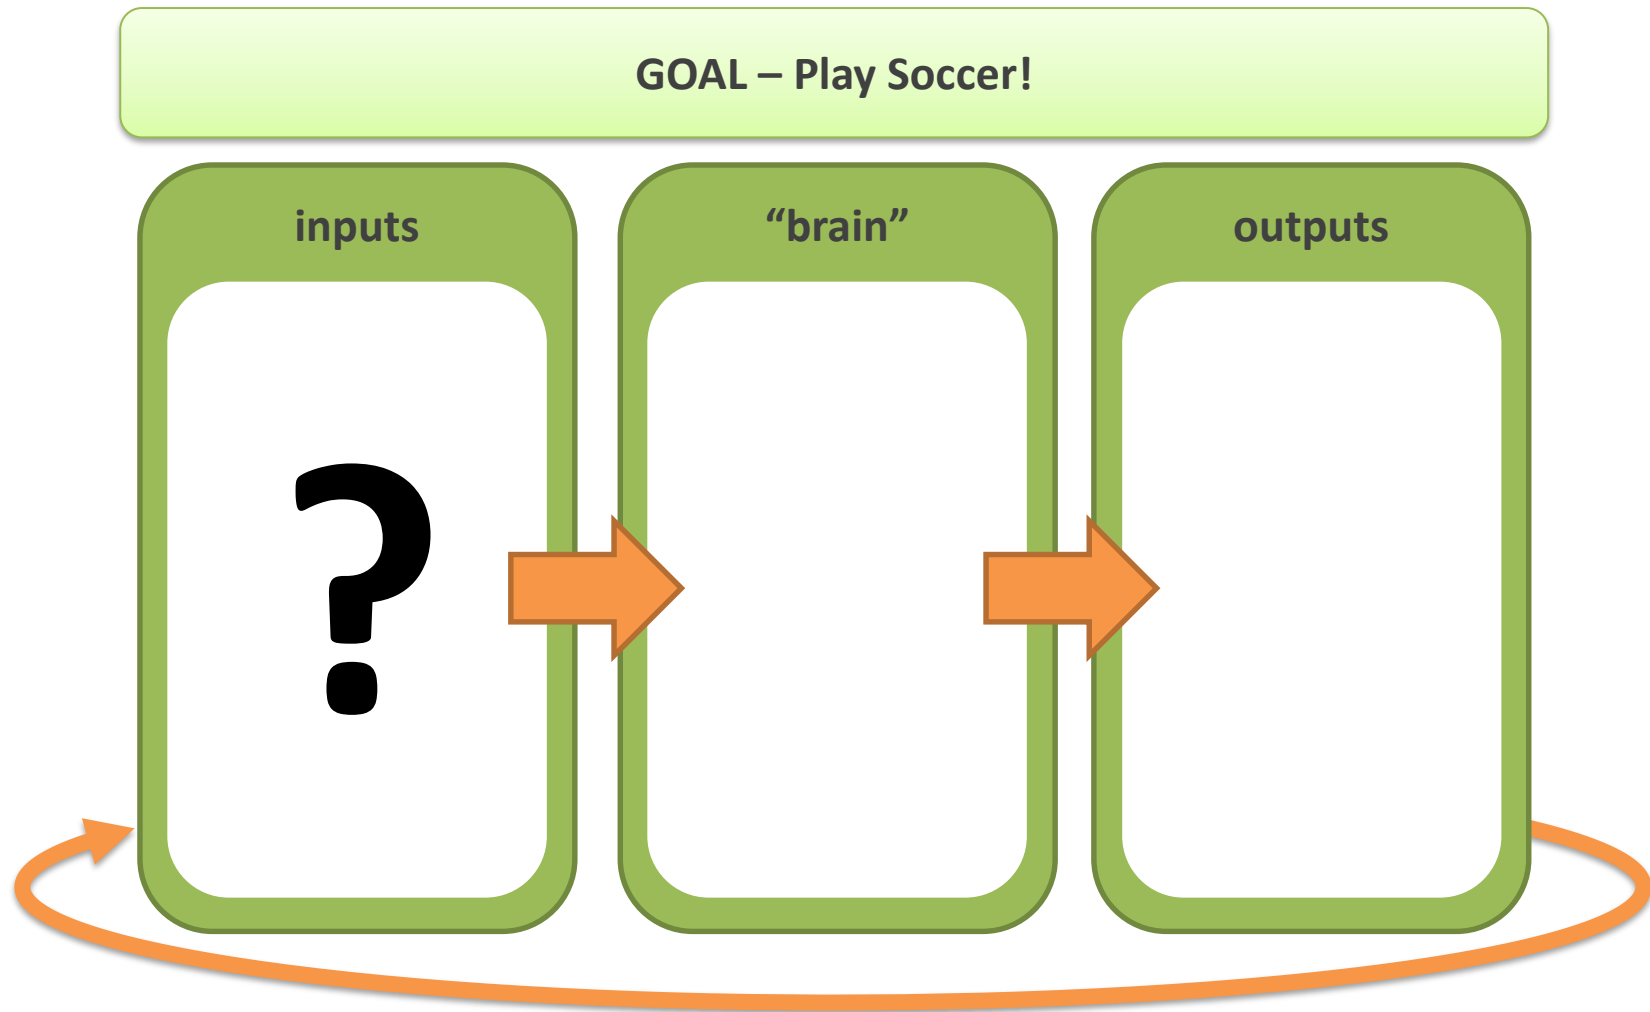 GOAL – Play Soccer!
inputs
“brain”
outputs
?